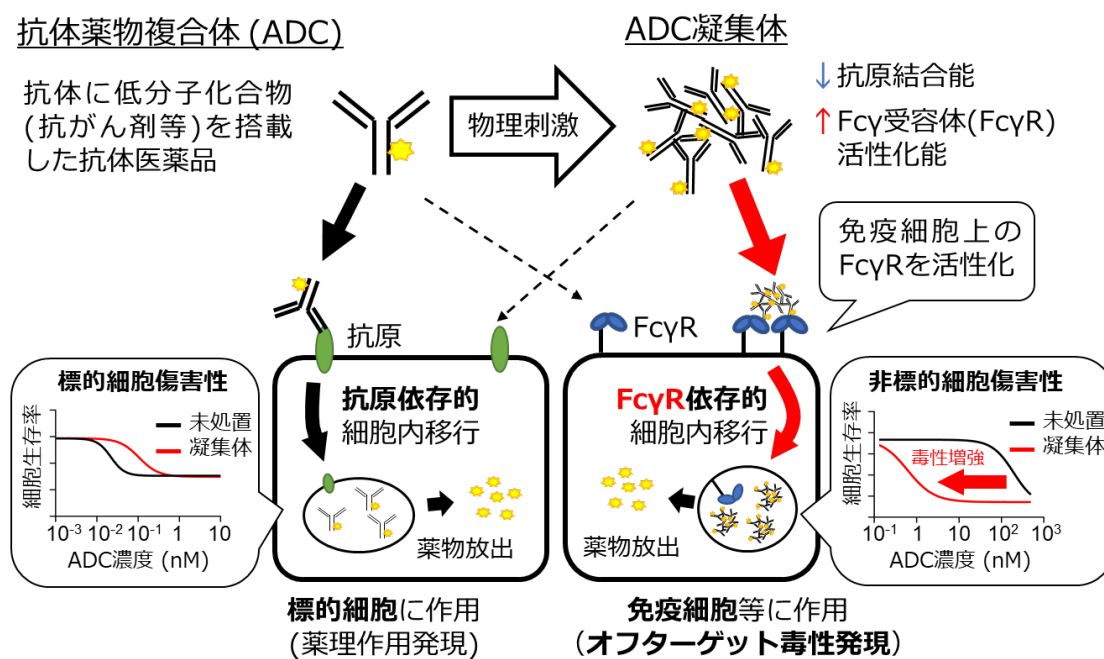 抗体薬物複合体 (ADC)
抗体に低分子化合物
(抗がん剤等)を搭載
した抗体医薬品
物理刺激
ADC凝集体
↓抗原結合能
↑Fcγ受容体(FcγR)
活性化能
免疫細胞上の
FcγRを活性化
抗原
FcγR
標的細胞傷害性
細胞生存率
未処置
凝集体
10-3 10-2 10-1 1 10
ADC濃度 (nM)
抗原依存的
細胞内移行
薬物放出
標的細胞に作用
(薬理作用発現)
FcγR依存的
細胞内移行
薬物放出
免疫細胞等に作用
(オフターゲット毒性発現)
非標的細胞傷害性
細胞生存率
未処置
凝集体
毒性増強
10-1 1 10 102 103
ADC濃度 (nM)